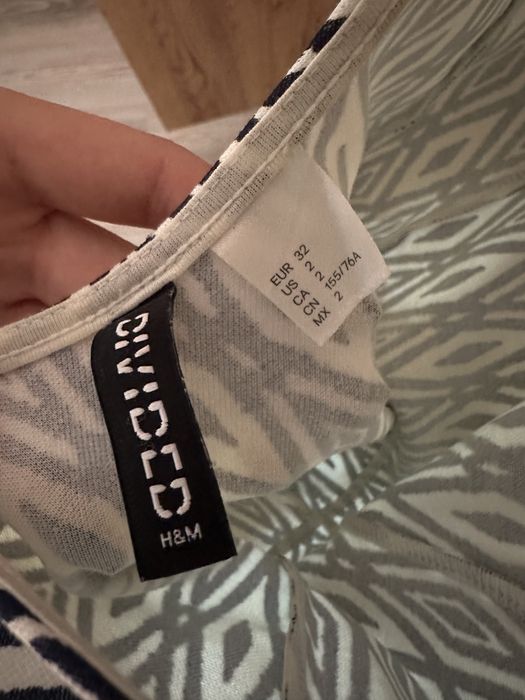 EUR 32
US 2
CA 2
CN 155/76A
MX 2
DIVIDED
H&M